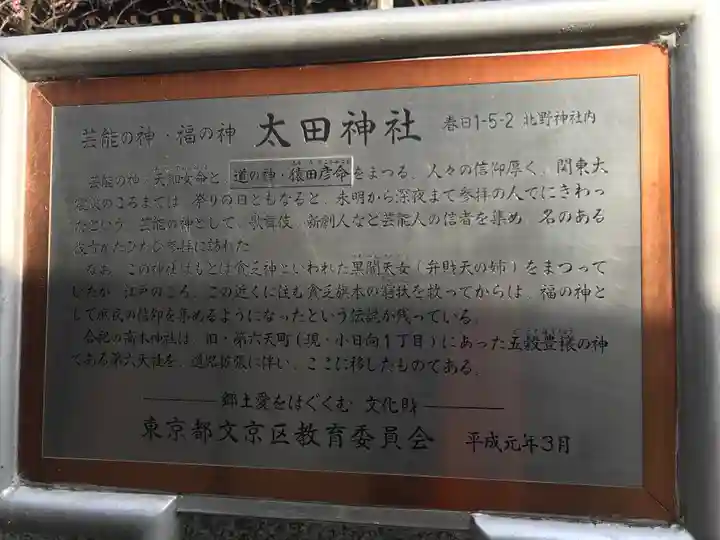 芸能の神・福の神 太田神社 春日1-5-2 北野神社内
芸能の神・天鈿女命と、道の神・猿田彦命をまつる。人々の信仰厚く、関東大
震災のころまでは、祭りの日ともなると、未明から深夜まで参拝の人でにぎわっ
たという。芸能の神として、歌舞伎、新劇人など芸能人の信者を集め、名のある
役者がたびたび参拝に訪れた。
なお、この神社はもとは貧乏神といわれた黒闇天女(弁財天の姉)をまつって
いたが、江戸のころ、この近くに住む貧乏旗本の窮状を救ってからは、福の神と
して庶民の信仰を集めるようになったという伝説が残っている。
合祀の高木神社は、旧・第六天町(現・小日向1丁目)にあった五穀豊穣の神
である第六天社を、道路拡張に伴い、ここに移したものである。
郷土愛をはぐくむ 文化財
東京都文京区教育委員会 平成元年3月